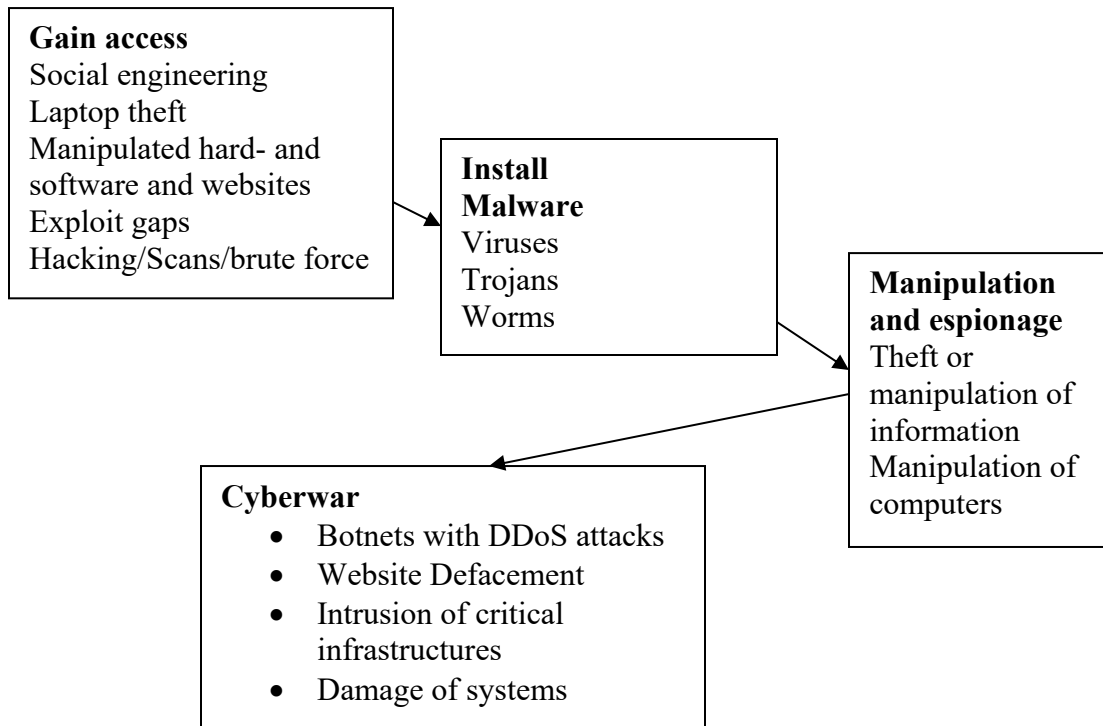 Gain access
Social engineering
Laptop theft
Manipulated hard- and
software and websites
Exploit gaps
Hacking/Scans/brute force
Install
Malware
Viruses
Trojans
Worms
Manipulation
and espionage
Theft or
manipulation of
information
Manipulation of
computers
Cyberwar
• Botnets with DDoS attacks
• Website Defacement
• Intrusion of critical
infrastructures
• Damage of systems